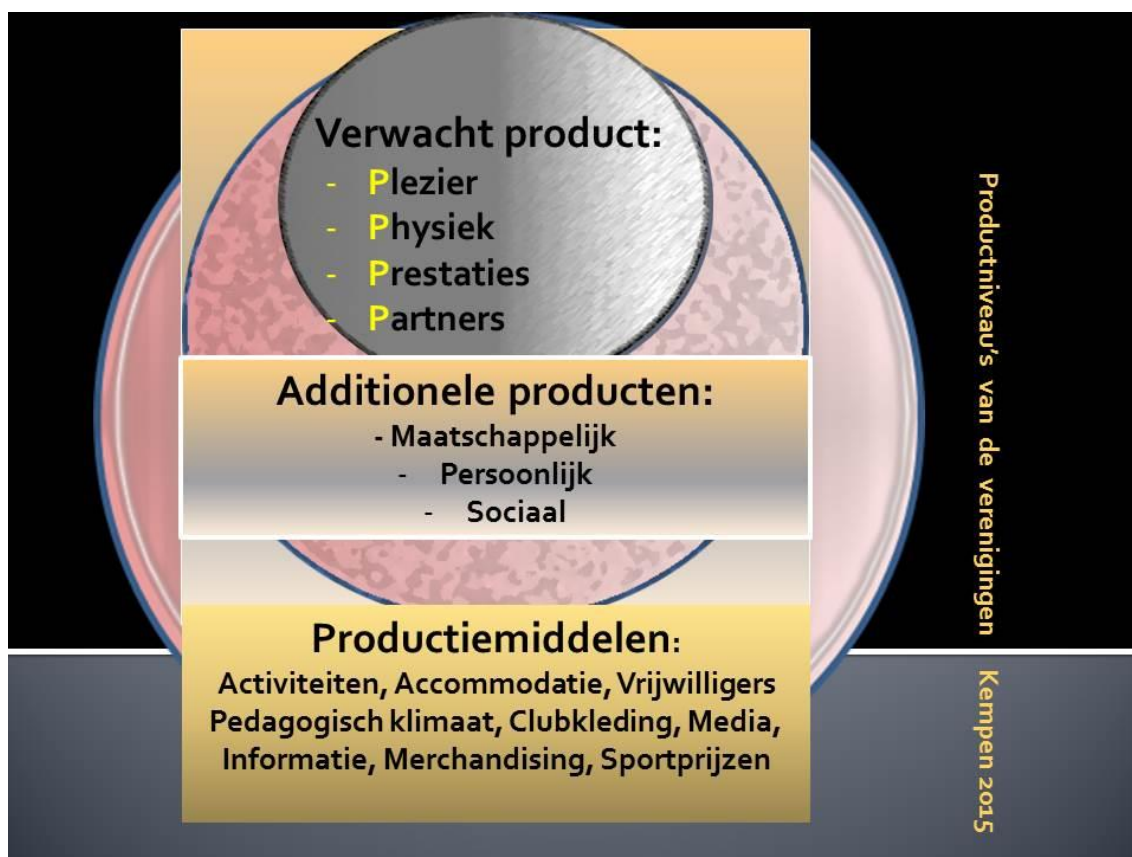 Verwacht product:
- Plezier
- Physiek
- Prestaties
- Partners
Additionele producten:
- Maatschappelijk
- Persoonlijk
- Sociaal
Productiemiddelen:
Activiteiten, Accommodatie, Vrijwilligers
Pedagogisch klimaat, Clubkleding, Media,
Informatie, Merchandising, Sportprijzen
Productniveau's van de verenigingen Kempen 2015